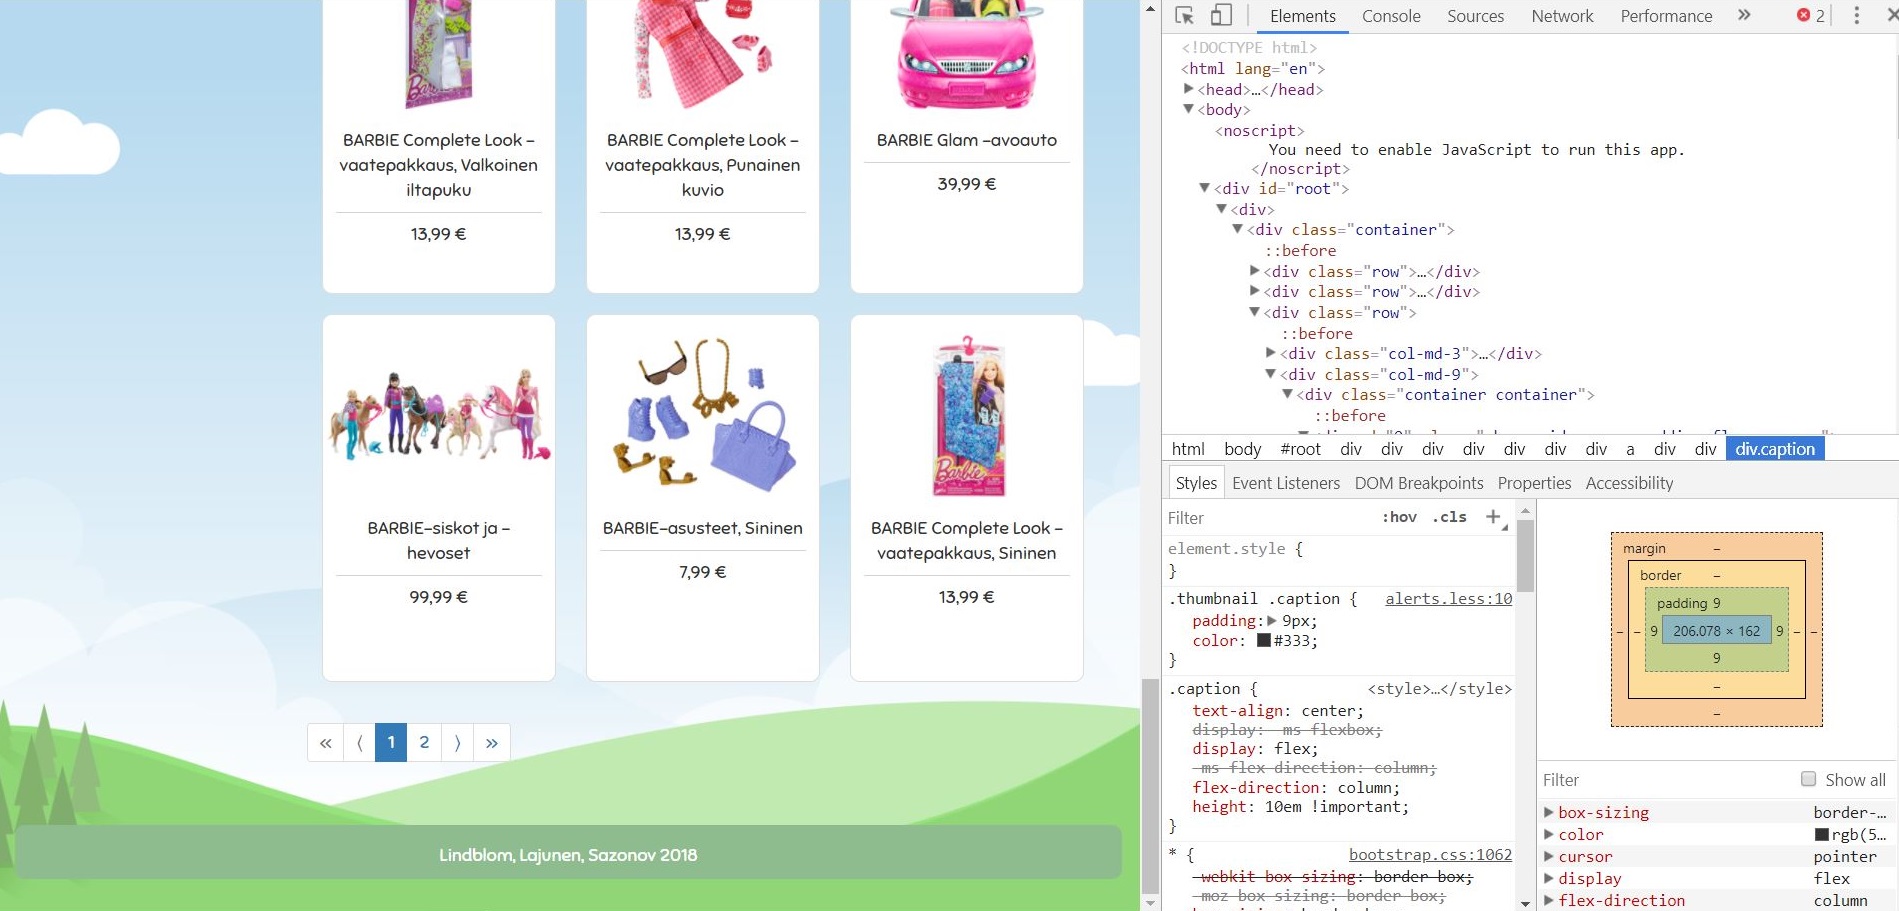 BARBIE Complete Look -
vaatepakkaus, Valkoinen
iltapuku
13,99 €
BARBIE Complete Look -
vaatepakkaus, Punainen
kuvio
13,99 €
BARBIE Glam -avoauto
39,99 €
BARBIE-siskot ja -
hevoset
99,99 €
BARBIE-asusteet, Sininen
7,99 €
Barbie
BARBIE Complete Look -
vaatepakkaus, Sininen
13,99 €
« ⟨ 1 2 ⟩ »
Lindblom, Lajunen, Sazonov 2018
Elements Console Sources Network Performance » 2
<!DOCTYPE html>
<html lang="en">
<head>…</head>
<body>
<noscript>
You need to enable JavaScript to run this app.
</noscript>
<div id="root">
<div>
<div class="container">
::before
<div class="row">…</div>
<div class="row">…</div>
<div class="row">
::before
<div class="col-md-3">…</div>
<div class="col-md-9">
<div class="container container">
::before
html body #root div div div div div div div a div div div.caption
Styles Event Listeners DOM Breakpoints Properties Accessibility
Filter :hov .cls +
element.style {
}
.thumbnail .caption { alerts.less:10
padding: 9px;
color: #333;
}
.caption { <style>…</style>
text-align: center;
display: -ms-flexbox;
display: flex;
-ms-flex-direction: column;
flex-direction: column;
height: 10em !important;
}
* { bootstrap.css:1062
-webkit-box-sizing: border-box;
-moz-box-sizing: border-box;
margin –
border –
padding 9
– – 9 206.078 × 162 9 – –
9
–
–
Filter Show all
box-sizing border-…
color rgb(5…
cursor pointer
display flex
flex-direction column